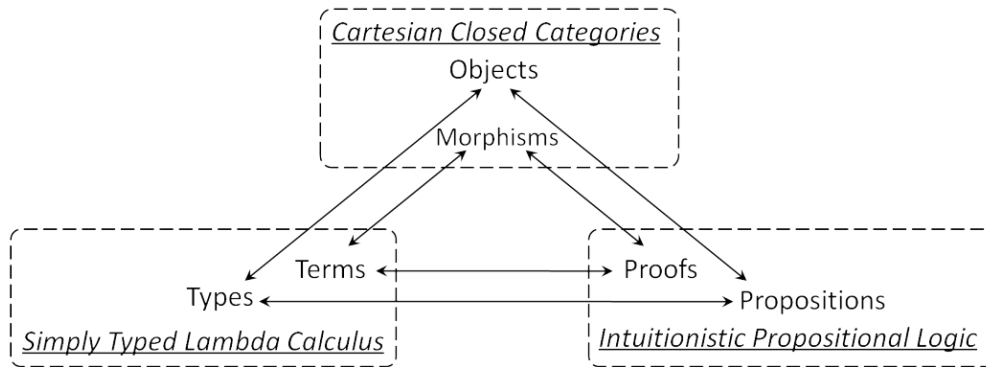 Cartesian Closed Categories
Objects
Morphisms
Terms
Proofs
Types
Propositions
Simply Typed Lambda Calculus
Intuitionistic Propositional Logic